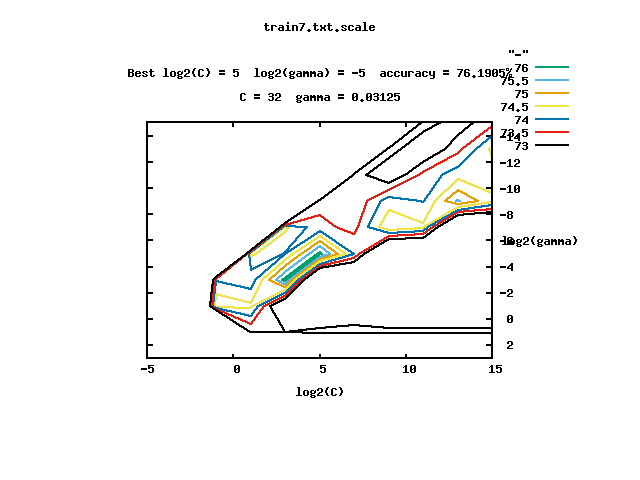 train7.txt.scale
"-"
Best log2(C) = 5 log2(gamma) = -5 accuracy = 76.1905%
76
75.5
C = 32 gamma = 0.03125
75
74.5
74
73.5
-14
73
-12
-10
-8
-6
log2(gamma)
-4
-2
0
2
-5 0 5 10 15
log2(C)